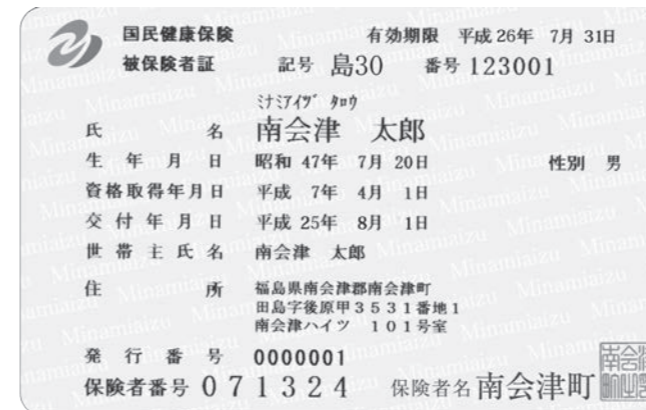 国民健康保険 有効期限 平成 26年 7月 31日
被保険者証 記号 島30 番号 123001
ﾐﾅﾐｱｲﾂﾞ ﾀﾛｳ
氏名 南会津 太郎
生年月日 昭和 47年 7月 20日 性別 男
資格取得年月日 平成 7年 4月 1日
交付年月日 平成 25年 8月 1日
世帯主氏名 南会津 太郎
住所 福島県南会津郡南会津町
田島字後原甲3531番地1
南会津ハイツ 101号室
発行番号 0000001
保険者番号 071324 保険者名 南会津町
Minamiaizu